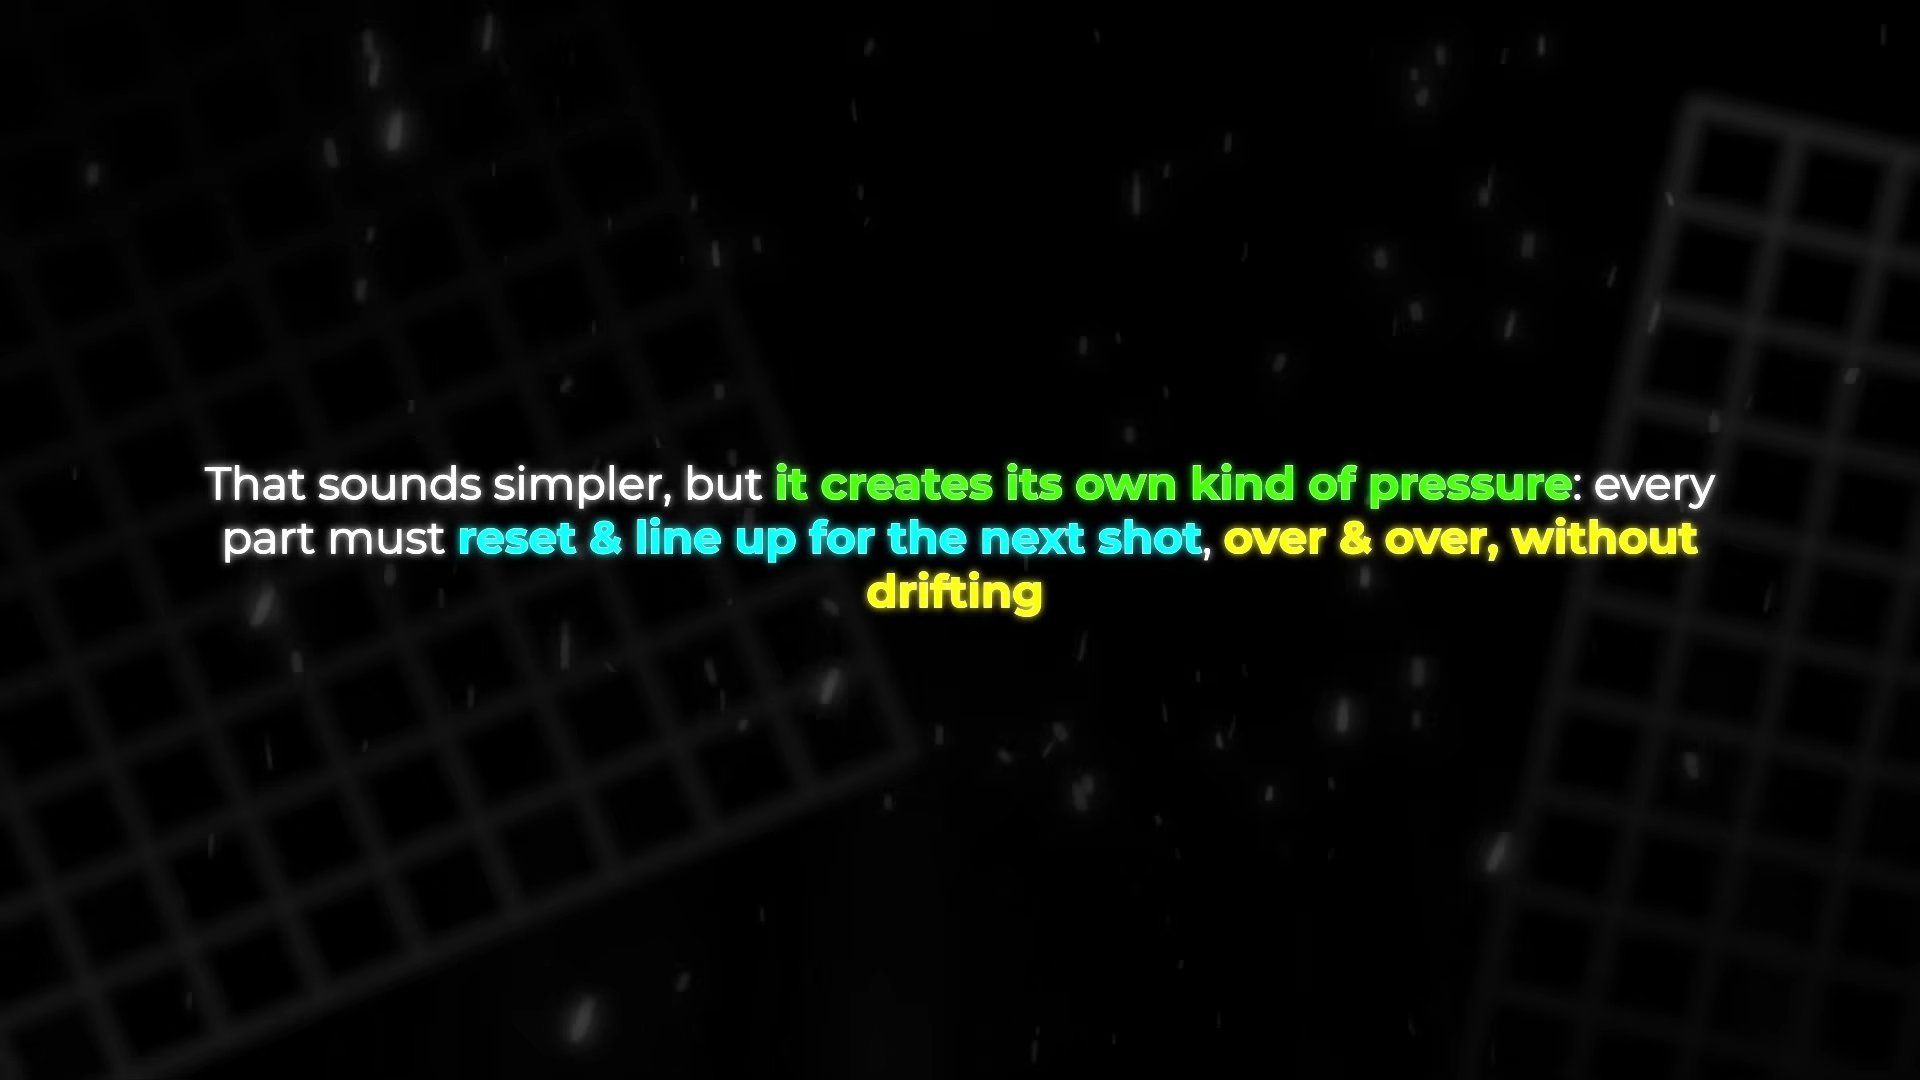 That sounds simpler, but it creates its own kind of pressure: every
part must reset & line up for the next shot, over & over, without
drifting